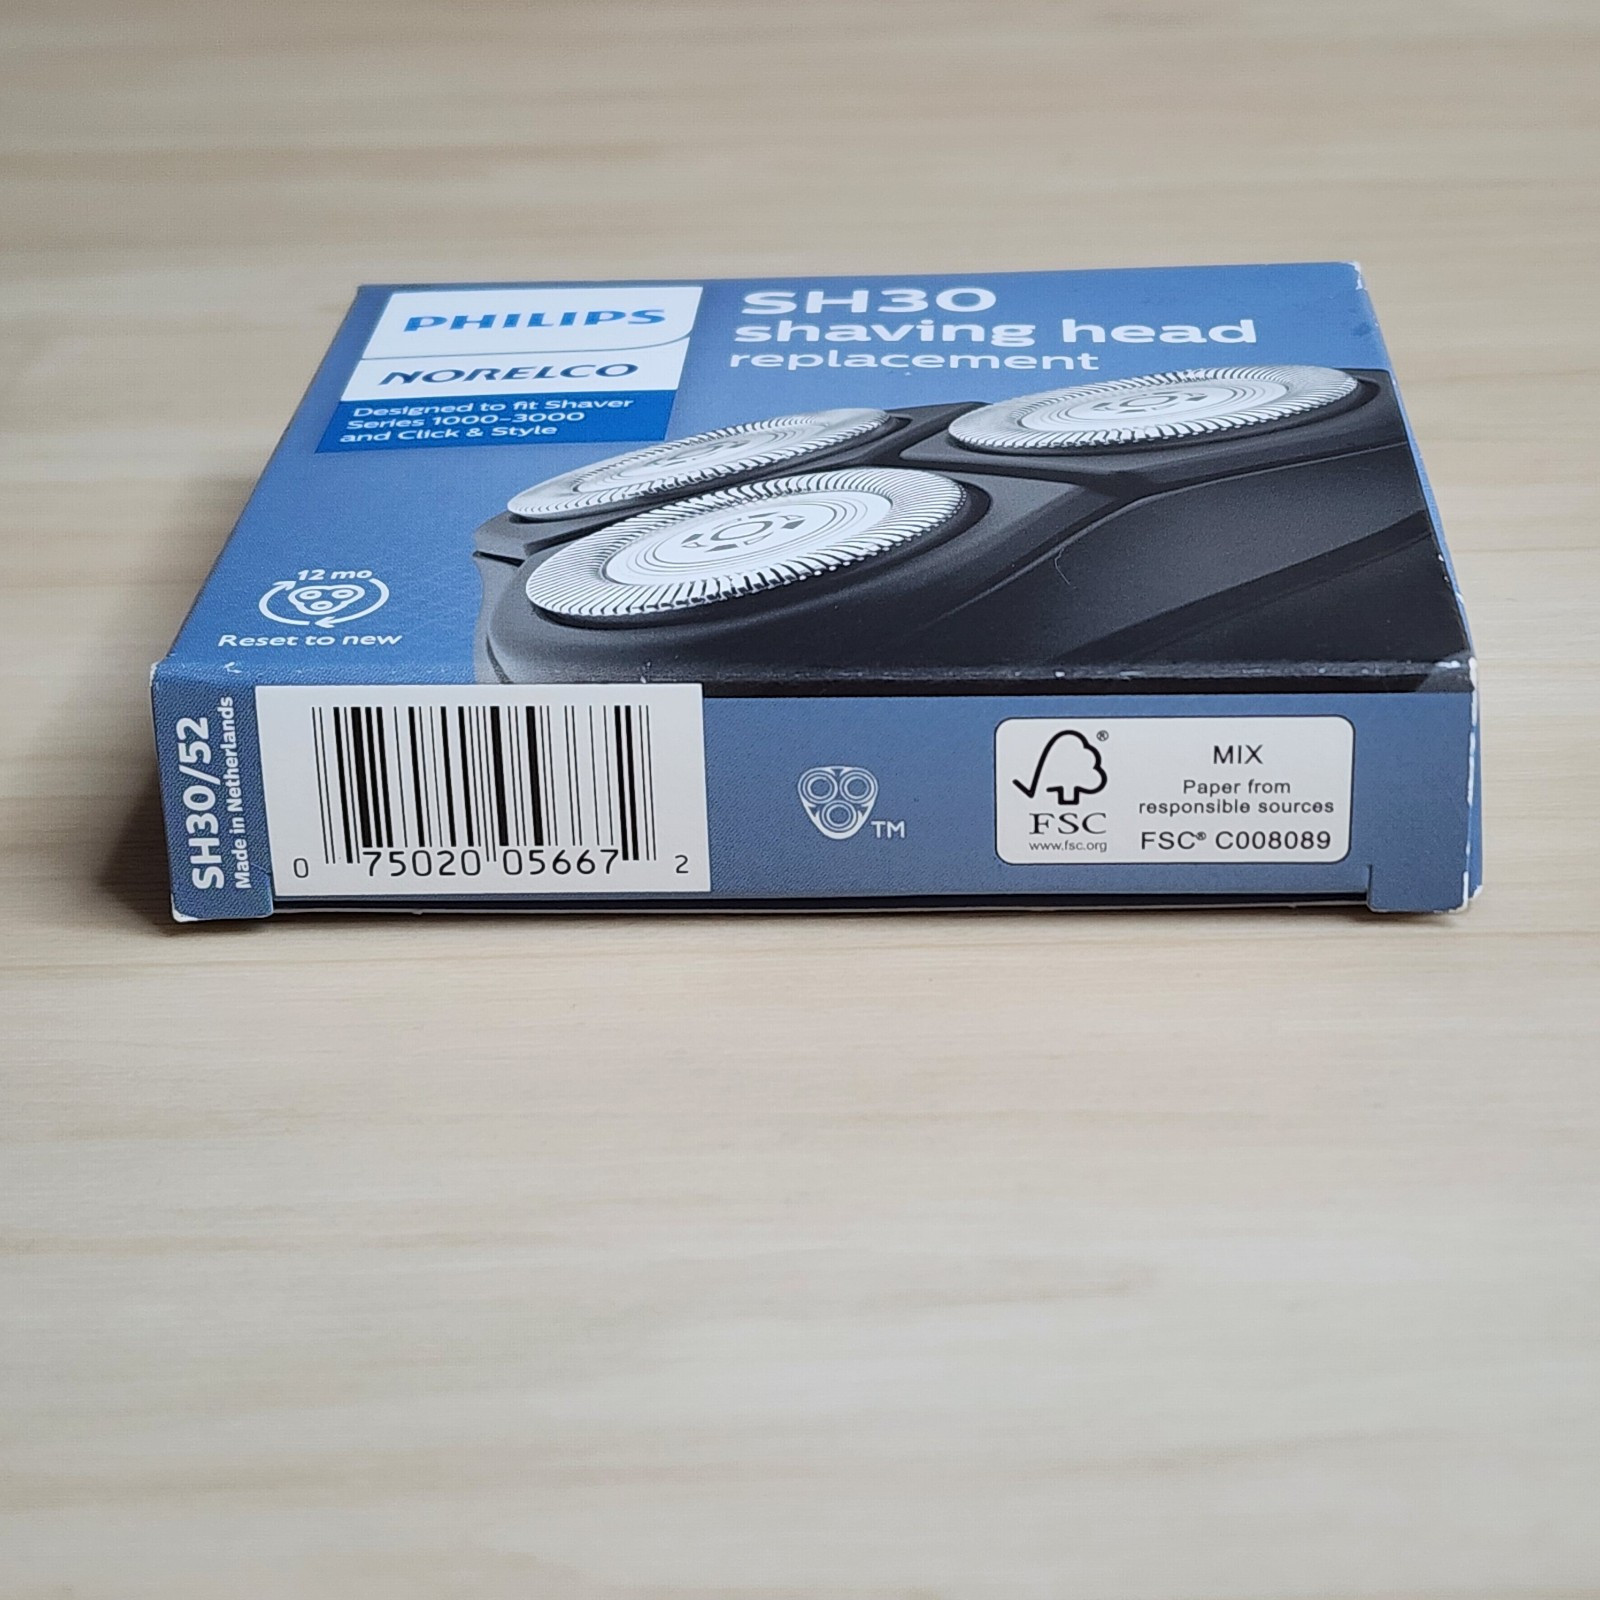 PHILIPS
NORELCO
Designed to fit Shaver
Series 1000-3000
and Click & Style
SH30
shaving head
replacement
12 mo
Reset to new
SH30/52
Made in Netherlands
0 75020 05667 2
TM
FSC®
www.fsc.org
MIX
Paper from
responsible sources
FSC® C008089